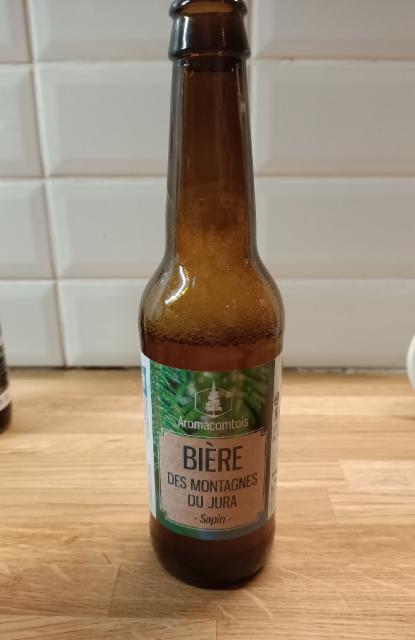 Aromacomtois
BIÈRE
DES MONTAGNES
DU JURA
- Sapin -